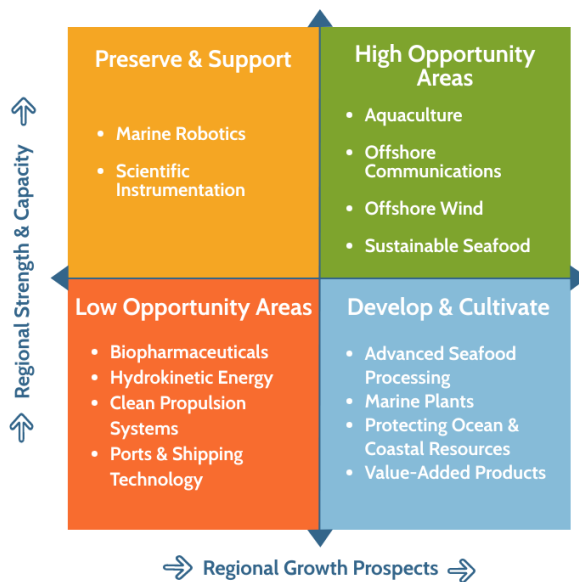 Preserve & Support
• Marine Robotics
• Scientific
Instrumentation
High Opportunity
Areas
• Aquaculture
• Offshore
Communications
• Offshore Wind
• Sustainable Seafood
Regional Strength & Capacity
Low Opportunity Areas
• Biopharmaceuticals
• Hydrokinetic Energy
• Clean Propulsion
Systems
• Ports & Shipping
Technology
Develop & Cultivate
• Advanced Seafood
Processing
• Marine Plants
• Protecting Ocean &
Coastal Resources
• Value-Added Products
Regional Growth Prospects